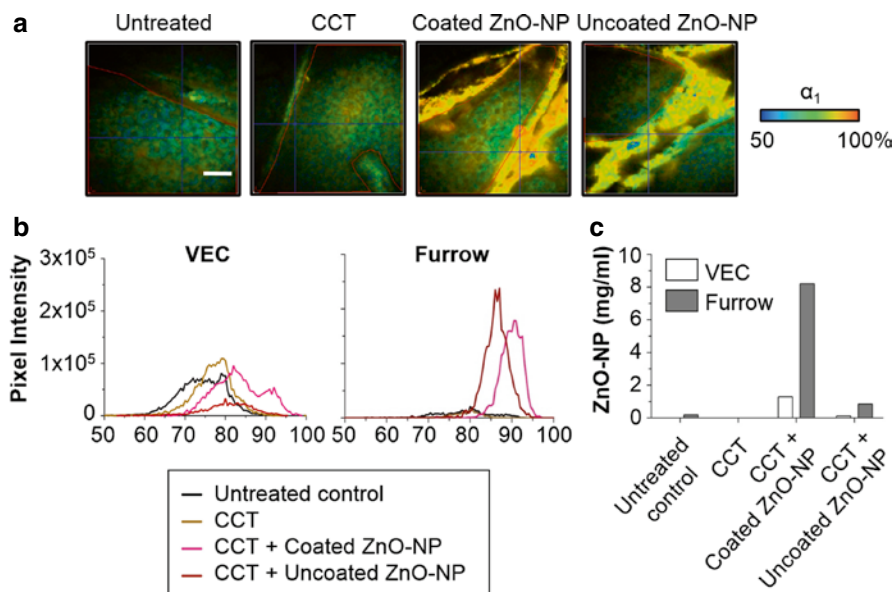 a
Untreated
CCT
Coated ZnO-NP
Uncoated ZnO-NP
α1
50
100%
b
VEC
Furrow
Pixel Intensity
3x10⁵
2x10⁵
1x10⁵
0
50 60 70 80 90 100
50 60 70 80 90 100
Untreated control
CCT
CCT + Coated ZnO-NP
CCT + Uncoated ZnO-NP
c
ZnO-NP (mg/ml)
10
8
6
4
2
0
VEC
Furrow
Untreated
control
CCT
CCT +
Coated ZnO-NP
CCT +
Uncoated ZnO-NP